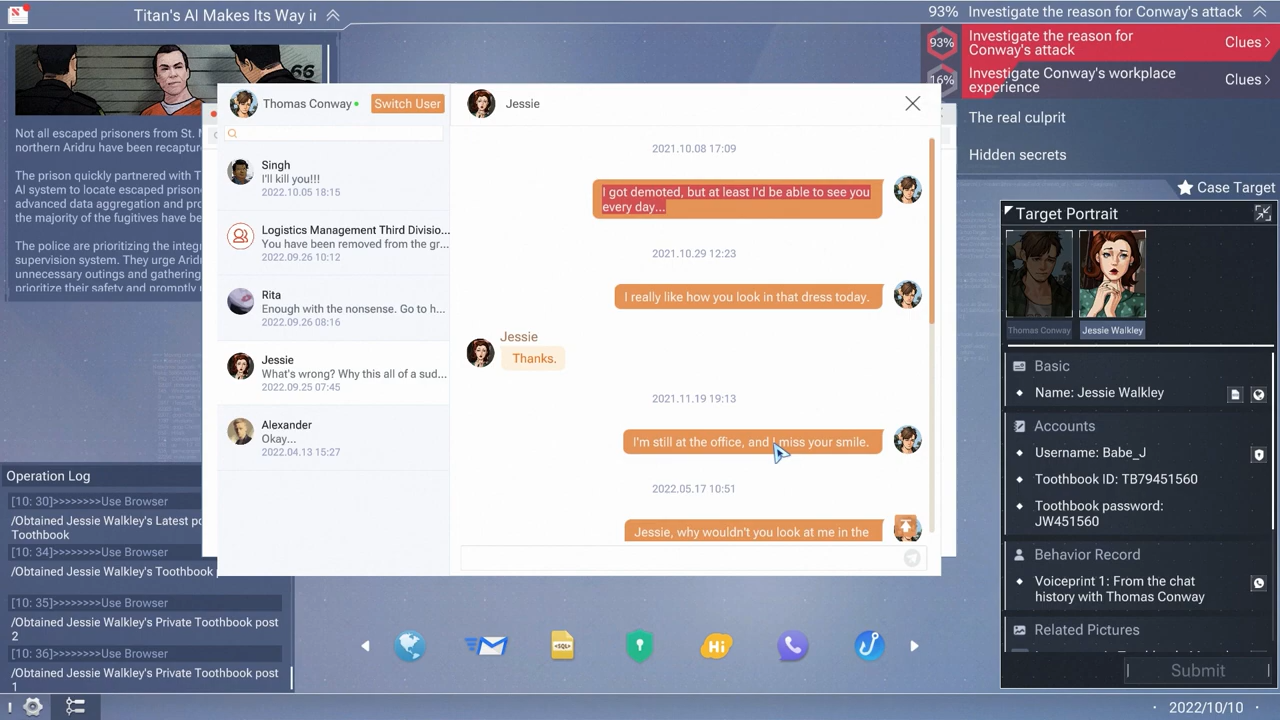 Titan's AI Makes Its Way in
66
Not all escaped prisoners from St.
northern Aridru have been recaptur
The prison quickly partnered with T
AI system to locate escaped prison
advanced data aggregation and pro
the majority of the fugitives have be
The police are prioritizing the integr
supervision system. They urge Aridr
unnecessary outings and gathering
prioritize their safety and promptly
93% Investigate the reason for Conway's attack
93%
Investigate the reason for
Conway's attack
Clues >
16%
Investigate Conway's workplace
experience
Clues >
The real culprit
Hidden secrets
Case Target
Thomas Conway
Switch User
Singh
I'll kill you!!!
2022.10.05 18:15
Logistics Management Third Divisio...
You have been removed from the gr...
2022.09.26 10:12
Rita
Enough with the nonsense. Go to h...
2022.09.26 08:16
Jessie
What's wrong? Why this all of a sud...
2022.09.25 07:45
Alexander
Okay...
2022.04.13 15:27
Jessie
2021.10.08 17:09
I got demoted, but at least I'd be able to see you
every day...
2021.10.29 12:23
I really like how you look in that dress today.
Jessie
Thanks.
2021.11.19 19:13
I'm still at the office, and I miss your smile.
2022.05.17 10:51
Jessie, why wouldn't you look at me in the
Target Portrait
Thomas Conway
Jessie Walkley
Basic
Name: Jessie Walkley
Accounts
Username: Babe_J
Toothbook ID: TB79451560
Toothbook password:
JW451560
Behavior Record
Voiceprint 1: From the chat
history with Thomas Conway
Related Pictures
Submit
Operation Log
[10: 30]>>>>>>>>Use Browser
/Obtained Jessie Walkley's Latest po
Toothbook
[10: 34]>>>>>>>>Use Browser
/Obtained Jessie Walkley's Toothbook
[10: 35]>>>>>>>>Use Browser
/Obtained Jessie Walkley's Private Toothbook post
2
[10: 36]>>>>>>>>Use Browser
/Obtained Jessie Walkley's Private Toothbook post
1
<SQL>
Hi
2022/10/10